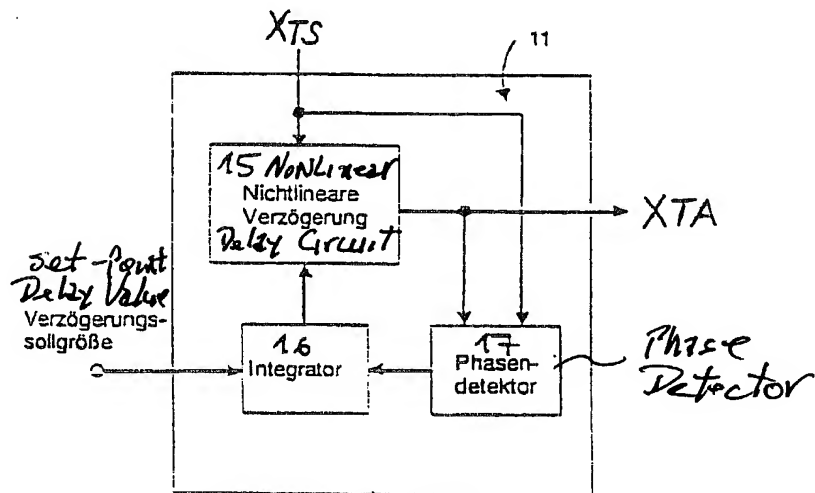 XTS
11
15 NonLinear
Nichtlineare
Verzögerung
Delay Circuit
XTA
Set-Point
Delay Value
Verzögerungs-
sollgröße
16
Integrator
17
Phasen-
detektor
Phase
Detector